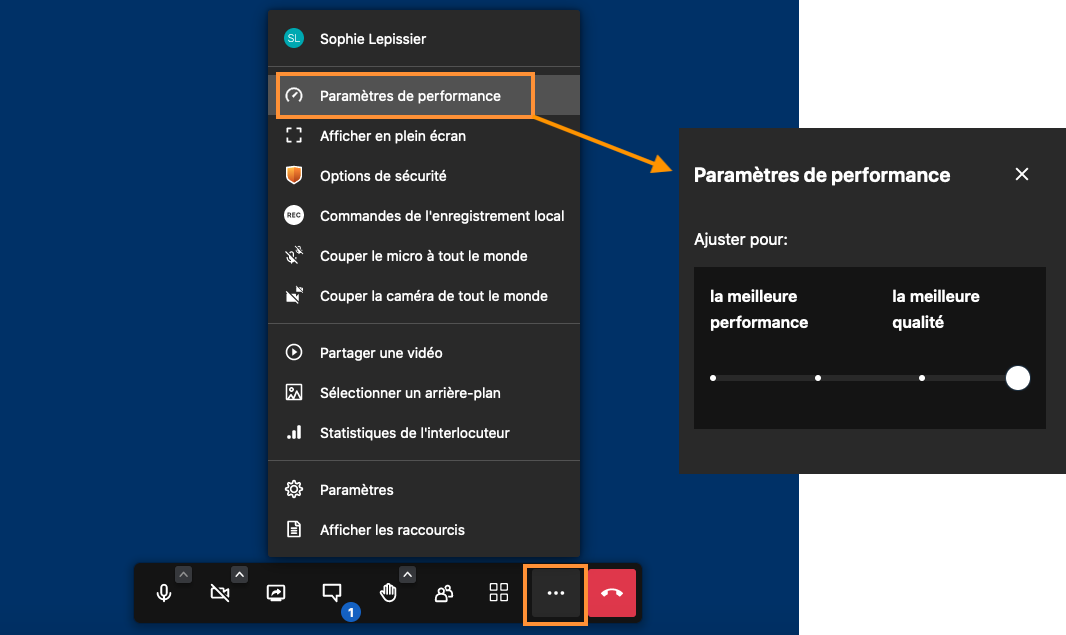 SL
Sophie Lepissier
Paramètres de performance
Afficher en plein écran
Options de sécurité
REC
Commandes de l'enregistrement local
Couper le micro à tout le monde
Couper la caméra de tout le monde
Partager une vidéo
Sélectionner un arrière-plan
Statistiques de l'interlocuteur
Paramètres
Afficher les raccourcis
1
Paramètres de performance
Ajuster pour:
la meilleure performance
la meilleure qualité